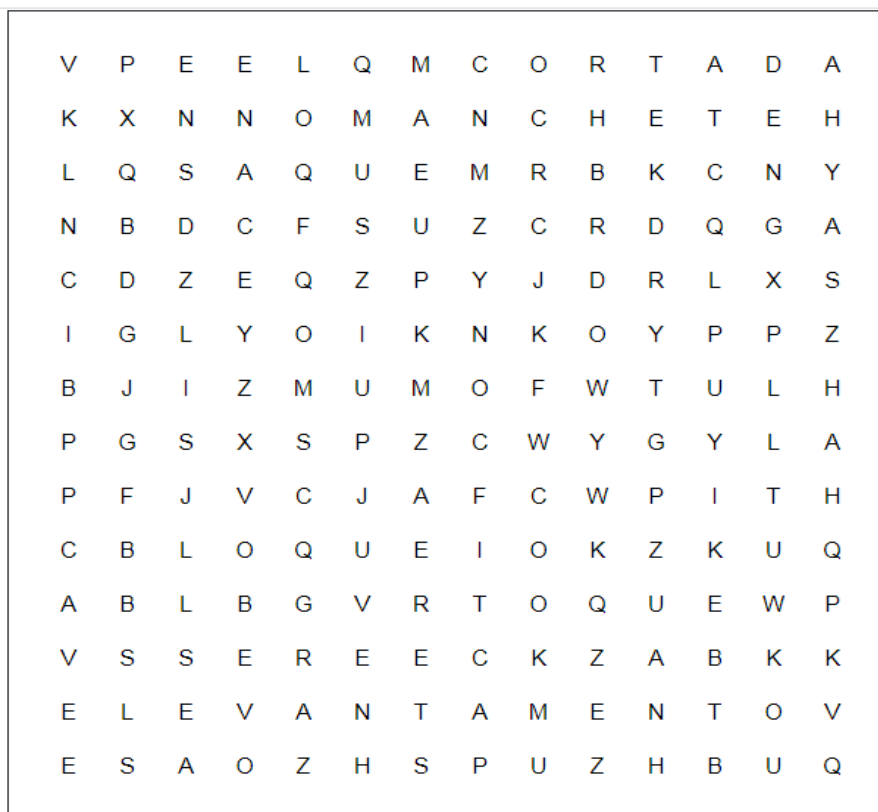 V P E E L Q M C O R T A D A
K X N N O M A N C H E T E H
L Q S A Q U E M R B K C N Y
N B D C F S U Z C R D Q G A
C D Z E Q Z P Y J D R L X S
I G L Y O I K N K O Y P P Z
B J I Z M U M O F W T U L H
P G S X S P Z C W Y G Y L A
P F J V C J A F C W P I T H
C B L O Q U E I O K Z K U Q
A B L B G V R T O Q U E W P
V S S E R E E C K Z A B K K
E L E V A N T A M E N T O V
E S A O Z H S P U Z H B U Q